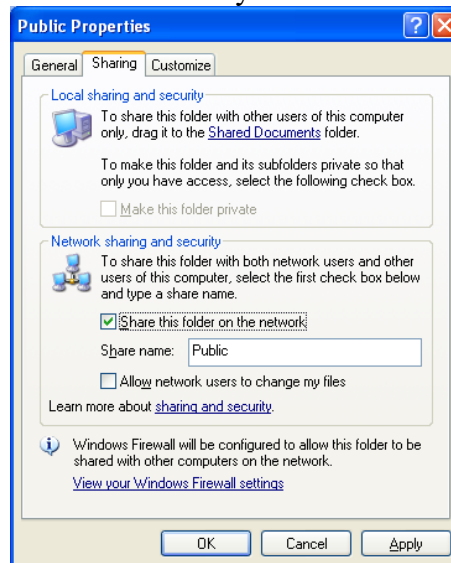 Public Properties
General Sharing Customize
Local sharing and security
To share this folder with other users of this computer
only, drag it to the Shared Documents folder.
To make this folder and its subfolders private so that
only you have access, select the following check box.
Make this folder private
Network sharing and security
To share this folder with both network users and other
users of this computer, select the first check box below
and type a share name.
Share this folder on the network
Share name: Public
Allow network users to change my files
Learn more about sharing and security.
Windows Firewall will be configured to allow this folder to be
shared with other computers on the network.
View your Windows Firewall settings
OK Cancel Apply